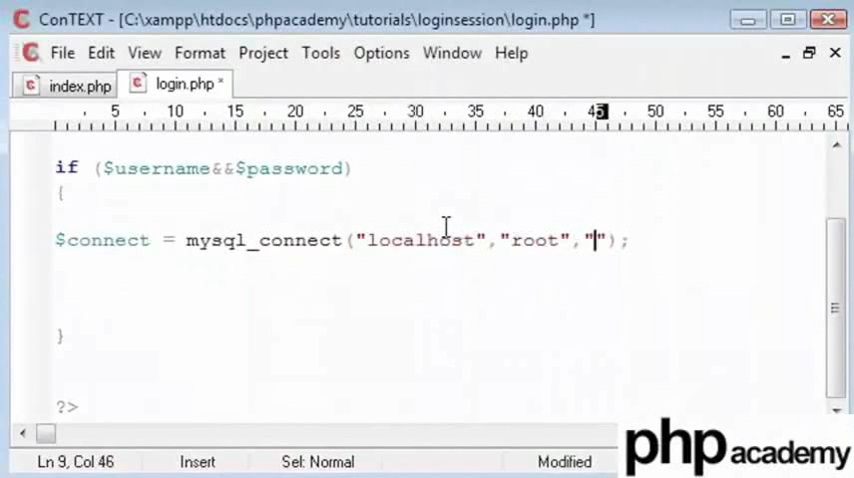 ConTEXT - [C:\xampp\htdocs\phpacademy\tutorials\loginsession\login.php *]
File Edit View Format Project Tools Options Window Help
index.php login.php *
5 10 15 20 25 30 35 40 45 50 55 60 65
if ($username&&$password)
{
$connect = mysql_connect("localhost","root","");
}
?>
Ln 9, Col 46 Insert Sel: Normal Modified
php academy